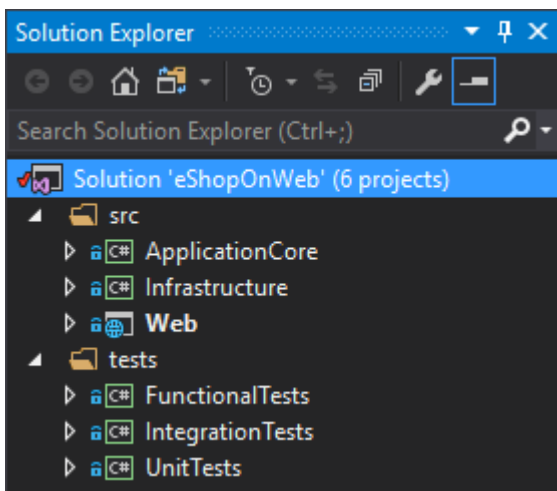 Solution Explorer
Search Solution Explorer (Ctrl+;)
Solution 'eShopOnWeb' (6 projects)
src
C# ApplicationCore
C# Infrastructure
Web
tests
C# FunctionalTests
C# IntegrationTests
C# UnitTests